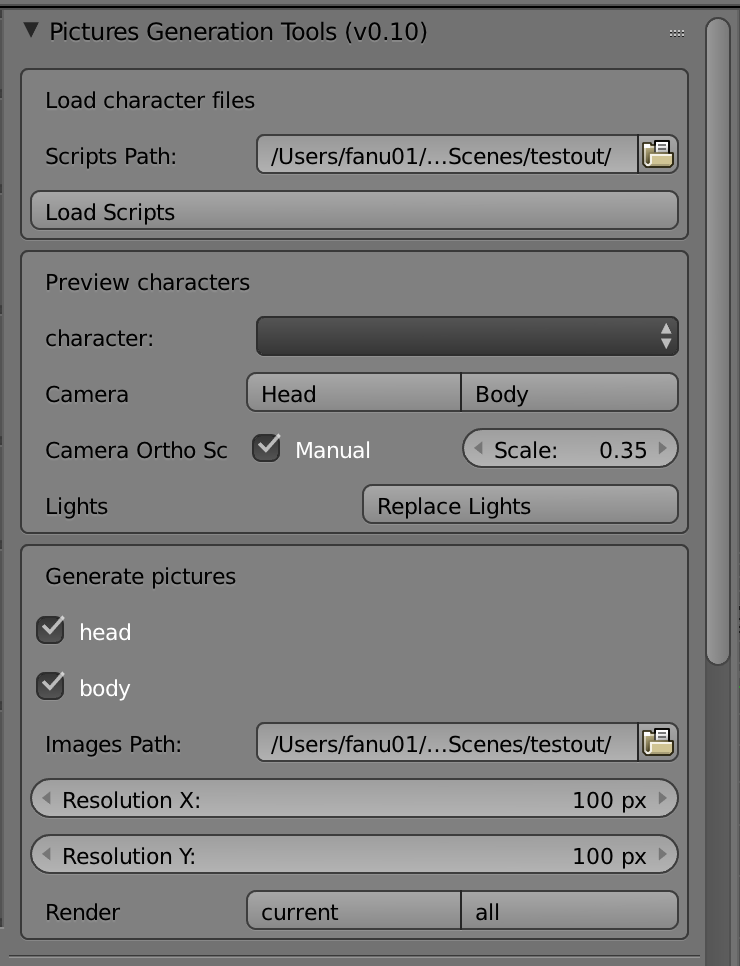 Pictures Generation Tools (v0.10)
Load character files
Scripts Path: /Users/fanu01/...Scenes/testout/
Load Scripts
Preview characters
character:
Camera Head Body
Camera Ortho Sc Manual Scale: 0.35
Lights Replace Lights
Generate pictures
head
body
Images Path: /Users/fanu01/...Scenes/testout/
Resolution X: 100 px
Resolution Y: 100 px
Render current all